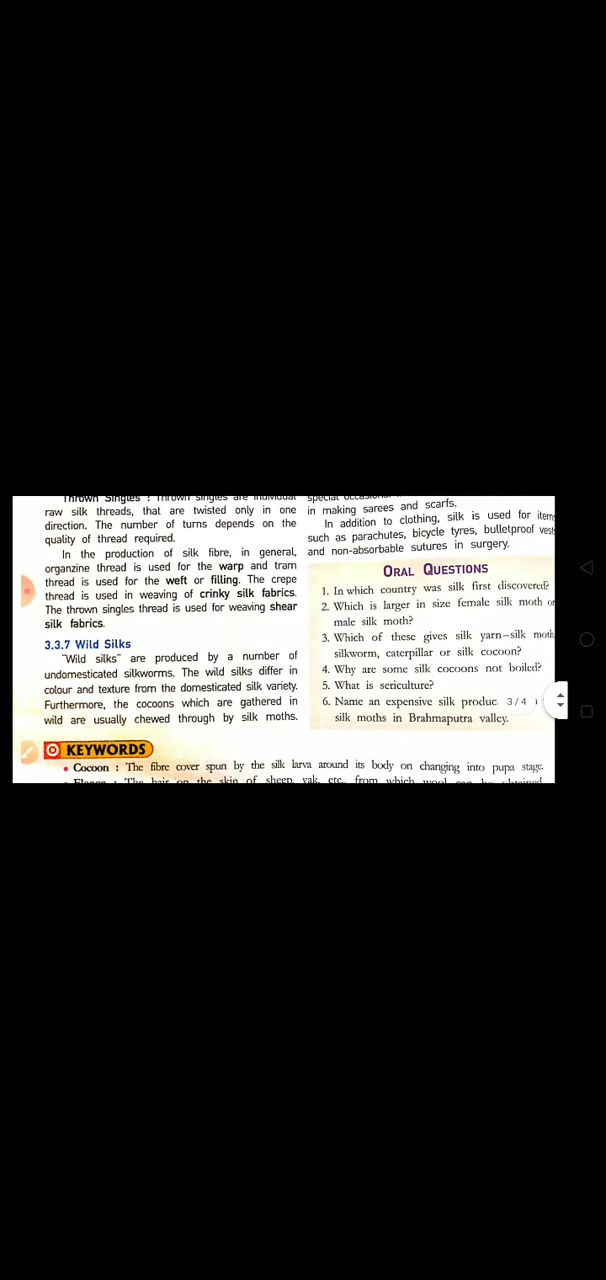 Thrown Singles : Thrown singles are individual
raw silk threads, that are twisted only in one
direction. The number of turns depends on the
quality of thread required.
In the production of silk fibre, in general,
organzine thread is used for the warp and tram
thread is used for the weft or filling. The crepe
thread is used in weaving of crinky silk fabrics.
The thrown singles thread is used for weaving shear
silk fabrics.
3.3.7 Wild Silks
"Wild silks" are produced by a number of
undomesticated silkworms. The wild silks differ in
colour and texture from the domesticated silk variety.
Furthermore, the cocoons which are gathered in
wild are usually chewed through by silk moths.
special
in making sarees and scarfs.
In addition to clothing, silk is used for item
such as parachutes, bicycle tyres, bulletproof vest
and non-absorbable sutures in surgery.
ORAL QUESTIONS
1. In which country was silk first discovered?
2. Which is larger in size female silk moth or
male silk moth?
3. Which of these gives silk yarn–silk moth
silkworm, caterpillar or silk cocoon?
4. Why are some silk cocoons not boiled?
5. What is sericulture?
6. Name an expensive silk produc
3 / 4
silk moths in Brahmaputra valley.
KEYWORDS
• Cocoon : The fibre cover spun by the silk larva around its body on changing into pupa stage.
• Fleece : The hair on the skin of sheep, yak, etc., from which wool can be obtained.